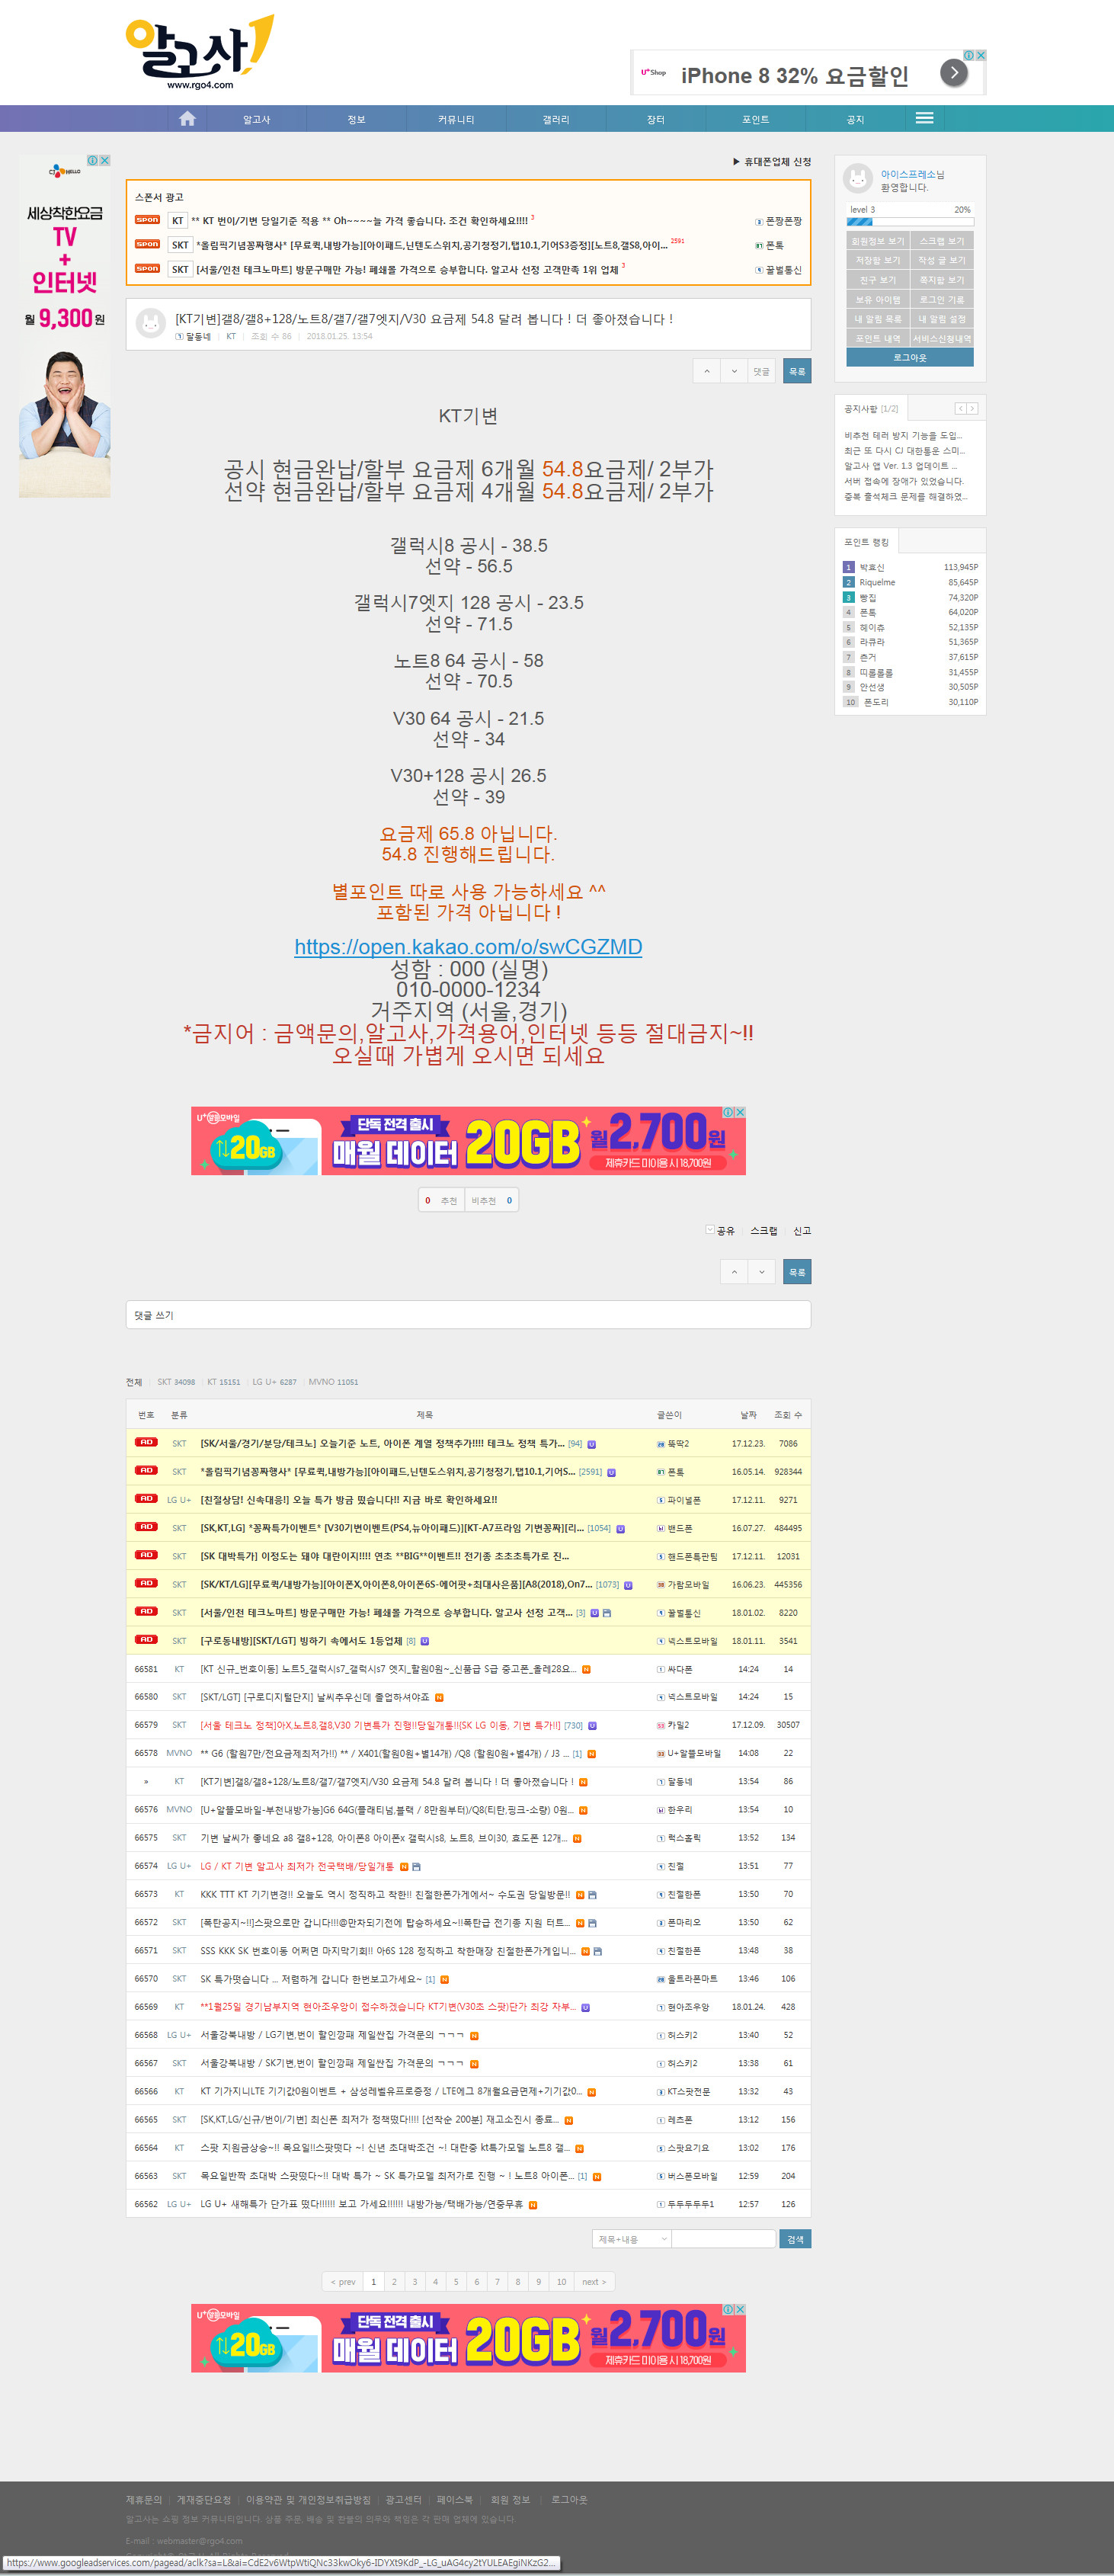 알고사
www.rgo4.com
U+Shop iPhone 8 32% 요금할인
알고사 정보 커뮤니티 갤러리 장터 포인트 공지
CJ HELLO
세상착한요금
TV
+
인터넷
월 9,300원
▶ 휴대폰업체 신청
스폰서 광고
SPON KT ** KT 번이/기변 당일기준 적용 ** Oh~~~~늘 가격 좋습니다. 조건 확인하세요!!!! 3 폰짱폰짱
SPON SKT *올림픽기념꽁짜행사* [무료퀵,내방가능][아이패드,닌텐도스위치,공기청정기,탭10.1,기어S3증정][노트8,갤S8,아이... 2591 폰톡
SPON SKT [서울/인천 테크노마트] 방문구매만 가능! 폐쇄몰 가격으로 승부합니다. 알고사 선정 고객만족 1위 업체 3 꿀벌통신
[KT기변]갤8/갤8+128/노트8/갤7/갤7엣지/V30 요금제 54.8 달려 봅니다 ! 더 좋아졌습니다 !
달동네 KT 조회 수 86 2018.01.25. 13:54
댓글 목록
KT기변
공시 현금완납/할부 요금제 6개월 54.8요금제/ 2부가
선약 현금완납/할부 요금제 4개월 54.8요금제/ 2부가
갤럭시8 공시 - 38.5
선약 - 56.5
갤럭시7엣지 128 공시 - 23.5
선약 - 71.5
노트8 64 공시 - 58
선약 - 70.5
V30 64 공시 - 21.5
선약 - 34
V30+128 공시 26.5
선약 - 39
요금제 65.8 아닙니다.
54.8 진행해드립니다.
별포인트 따로 사용 가능하세요 ^^
포함된 가격 아닙니다 !
https://open.kakao.com/o/swCGZMD
성함 : 000 (실명)
010-0000-1234
거주지역 (서울,경기)
*금지어 : 금액문의,알고사,가격용어,인터넷 등등 절대금지~!!
오실때 가볍게 오시면 되세요
U+알뜰모바일
20GB
단독 전격 출시
매월 데이터 20GB 월 2,700원
제휴카드 미이용 시 18,700원
0 추천 비추천 0
공유 스크랩 신고
목록
댓글 쓰기
아이스프레소님
환영합니다.
level 3 20%
회원정보 보기 스크랩 보기
저장함 보기 작성 글 보기
친구 보기 쪽지함 보기
보유 아이템 로그인 기록
내 알림 목록 내 알림 설정
포인트 내역 서비스신청내역
로그아웃
공지사항 [1/2]
비추천 테러 방지 기능을 도입...
최근 또 다시 CJ 대한통운 스미...
알고사 앱 Ver. 1.3 업데이트 ...
서버 접속에 장애가 있었습니다.
중복 출석체크 문제를 해결하였...
포인트 랭킹
1 박효신 113,945P
2 Riquelme 85,645P
3 빵집 74,320P
4 폰톡 64,020P
5 헤이츄 52,135P
6 라큐라 51,365P
7 츤거 37,615P
8 띠롤롤롤 31,455P
9 안선생 30,505P
10 폰도리 30,110P
전체 SKT 34098 KT 15151 LG U+ 6287 MVNO 11051
번호 분류 제목 글쓴이 날짜 조회 수
AD SKT [SK/서울/경기/분당/테크노] 오늘기준 노트, 아이폰 계열 정책추가!!!! 테크노 정책 특가... [94] 뚝딱2 17.12.23. 7086
AD SKT *올림픽기념꽁짜행사* [무료퀵,내방가능][아이패드,닌텐도스위치,공기청정기,탭10.1,기어S... [2591] 폰톡 16.05.14. 928344
AD LG U+ [친절상담! 신속대응!] 오늘 특가 방금 떴습니다!! 지금 바로 확인하세요!! 파이널폰 17.12.11. 9271
AD SKT [SK,KT,LG] *꽁짜특가이벤트* [V30기변이벤트(PS4,뉴아이패드)][KT-A7프라임 기변꽁짜][리... [1054] 밴드폰 16.07.27. 484495
AD SKT [SK 대박특가] 이정도는 돼야 대란이지!!!! 연초 **BIG**이벤트!! 전기종 초초초특가로 진... 핸드폰특판팀 17.12.11. 12031
AD SKT [SK/KT/LG][무료퀵/내방가능][아이폰X,아이폰8,아이폰6S-에어팟+최대사은품][A8(2018),On7... [1073] 가람모바일 16.06.23. 445356
AD SKT [서울/인천 테크노마트] 방문구매만 가능! 폐쇄몰 가격으로 승부합니다. 알고사 선정 고객... [3] 꿀벌통신 18.01.02. 8220
AD SKT [구로동내방][SKT/LGT] 빙하기 속에서도 1등업체 [8] 넥스트모바일 18.01.11. 3541
66581 KT [KT 신규_번호이동] 노트5_갤럭시s7_갤럭시s7 엣지_할원0원~_신품급 S급 중고폰_올레28요... 싸다폰 14:24 14
66580 SKT [SKT/LGT] [구로디지털단지] 날씨추우신데 졸업하셔야죠 넥스트모바일 14:24 15
66579 SKT [서울 테크노 정책]아X,노트8,갤8,V30 기변특가 진행!!당일개통!![SK LG 이동, 기변 특가!!] [730] 카일2 17.12.09. 30507
66578 MVNO ** G6 (할원7만/전요금제최저가!!) ** / X401(할원0원+별14개) /Q8 (할원0원+별4개) / J3 ... [1] U+알뜰모바일 14:08 22
» KT [KT기변]갤8/갤8+128/노트8/갤7/갤7엣지/V30 요금제 54.8 달려 봅니다 ! 더 좋아졌습니다 ! 달동네 13:54 86
66576 MVNO [U+알뜰모바일-부천내방가능]G6 64G(플래티넘,블랙 / 8만원부터)/Q8(티탄,핑크-소량) 0원... 한우리 13:54 10
66575 SKT 기변 날씨가 좋네요 a8 갤8+128, 아이폰8 아이폰x 갤럭시s8, 노트8, 브이30, 효도폰 12개... 럭스홀릭 13:52 134
66574 LG U+ LG / KT 기변 알고사 최저가 전국택배/당일개통 친절 13:51 77
66573 KT KKK TTT KT 기기변경!! 오늘도 역시 정직하고 착한!! 친절한폰가게에서~ 수도권 당일방문!! 친절한폰 13:50 70
66572 SKT [폭탄공지~!!]스팟으로만 갑니다!!!@만차되기전에 탑승하세요~!!폭탄급 전기종 지원 터트... 폰마리오 13:50 62
66571 SKT SSS KKK SK 번호이동 어쩌면 마지막기회!! 아6S 128 정직하고 착한매장 친절한폰가게입니... 친절한폰 13:48 38
66570 SKT SK 특가떳습니다 ... 저렴하게 갑니다 한번보고가세요~ [1] 울트라폰마트 13:46 106
66569 KT **1월25일 경기남부지역 현아조우앙이 접수하겠습니다 KT기변(V30조 스팟)단가 최강 자부... 현아조우앙 18.01.24. 428
66568 LG U+ 서울강북내방 / LG기변,번이 할인깡패 제일싼집 가격문의 ㄱㄱㄱ 허스키2 13:40 52
66567 SKT 서울강북내방 / SK기변,번이 할인깡패 제일싼집 가격문의 ㄱㄱㄱ 허스키2 13:38 61
66566 KT KT 기가지니LTE 기기값0원이벤트 + 삼성레벨유프로증정 / LTE에그 8개월요금면제+기기값0... KT스팟전문 13:32 43
66565 SKT [SK,KT,LG/신규/번이/기변] 최신폰 최저가 정책떴다!!!! [선착순 200분] 재고소진시 종료... 레츠폰 13:12 156
66564 KT 스팟 지원금상승~!! 목요일!!스팟떳다 ~! 신년 초대박조건 ~! 대란중 kt특가모델 노트8 갤... 스팟요기요 13:02 176
66563 SKT 목요일반짝 초대박 스팟떴다~!! 대박 특가 ~ SK 특가모델 최저가로 진행 ~ ! 노트8 아이폰... [1] 버스폰모바일 12:59 204
66562 LG U+ LG U+ 새해특가 단가표 떴다!!!!!! 보고 가세요!!!!!! 내방가능/택배가능/연중무휴 두두두두두1 12:57 126
제목+내용 검색
< prev 1 2 3 4 5 6 7 8 9 10 next >
U+알뜰모바일
20GB
단독 전격 출시
매월 데이터 20GB 월 2,700원
제휴카드 미이용 시 18,700원
제휴문의 게재중단요청 이용약관 및 개인정보취급방침 광고센터 페이스북 회원 정보 로그아웃
알고사는 쇼핑 정보 커뮤니티입니다. 상품 주문, 배송 및 환불의 의무와 책임은 각 판매 업체에 있습니다.
E-mail : webmaster@rgo4.com
https://www.googleadservices.com/pagead/aclk?sa=L&ai=CdE2v6WtpWtiQNc33kwOky6-IDYXt9KdP_-LG_uAG4cy2tYULEAEgiNKzG2...